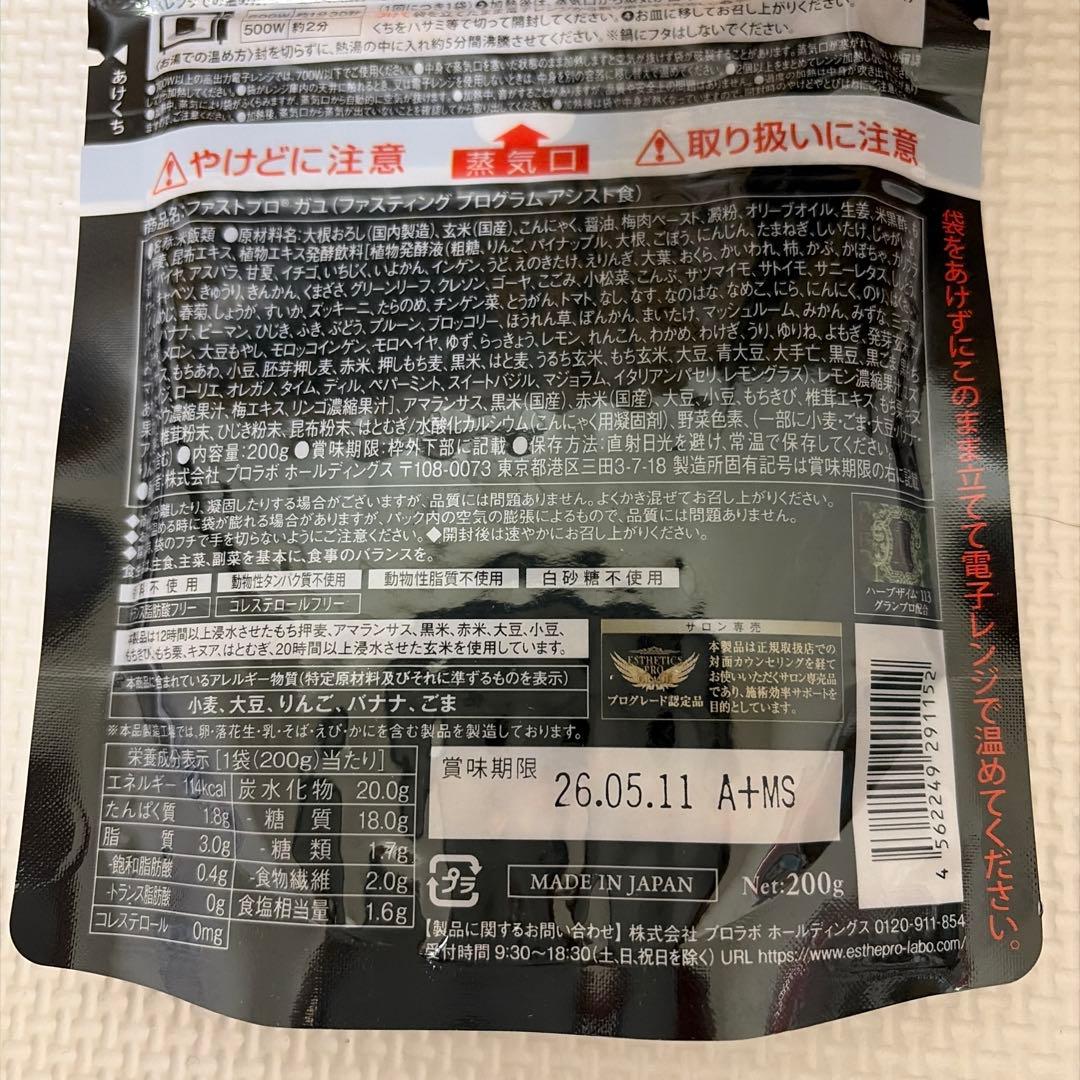 500W 約2分
くちをハサミ等で切って開封してください。❹お皿に移してお召し上がりください。
(お湯での温め方)封を切らずに、熱湯の中に入れ約5分間沸騰させてください。※鍋にフタはしないでください。
あけくち
やけどに注意
蒸気口
取り扱いに注意
袋をあけずにこのまま立てて電子レンジで温めてください。
商品名:ファストプロ® ガユ(ファスティング プログラム アシスト食)
米飯類 ●原材料名:大根おろし(国内製造)、玄米(国産)、こんにゃく、醤油、梅肉ペースト、澱粉、オリーブオイル、生姜、米黒酢、
昆布エキス、植物エキス発酵飲料[植物発酵液(粗糖、りんご、パイナップル、大根、ごぼう、にんじん、たまねぎ、しいたけ、じゃがいも、
アスパラ、甘夏、イチゴ、いちじく、いよかん、インゲン、うど、えのきたけ、えりんぎ、大葉、おくら、かいわれ、柿、かぶ、かぼちゃ、
キャベツ、きゅうり、きんかん、くまざさ、グリーンリーフ、クレソン、ゴーヤ、ここみ、小松菜、こんぶ、サツマイモ、サトイモ、サニーレタス、
春菊、しょうが、すいか、ズッキーニ、たらのめ、チンゲン菜、とうがん、トマト、なし、なす、なのはな、なめこ、にら、にんにく、のり、
バナナ、ピーマン、ひじき、ふき、ぶどう、プルーン、ブロッコリー、ほうれん草、ぽんかん、まいたけ、マッシュルーム、みかん、みずな、
メロン、大豆もやし、モロッコインゲン、モロヘイヤ、ゆず、らっきょう、レモン、れんこん、わかめ、わけぎ、うり、ゆりね、よもぎ、発芽
もちあわ、小豆、胚芽押し麦、赤米、押しもち麦、黒米、はと麦、うるち玄米、もち玄米、大豆、青大豆、大手亡、黒豆、黒ごま、
ローリエ、オレガノ、タイム、ディル、ペパーミント、スイートバジル、マジョラム、イタリアンパセリ、レモングラス)、レモン濃縮果汁、
濃縮果汁、梅エキス、リンゴ濃縮果汁]、アマランサス、黒米(国産)、赤米(国産)、大豆、小豆、もちきび、椎茸エキス、もち粟、
椎茸粉末、ひじき粉末、昆布粉末、はとむぎ/水酸化カルシウム(こんにゃく用凝固剤)、野菜色素、(一部に小麦・ごま・大豆
●内容量:200g ●賞味期限:枠外下部に記載 ●保存方法:直射日光を避け、常温で保存してください。
株式会社 プロラボ ホールディングス 〒108-0073 東京都港区三田3-7-18 製造所固有記号は賞味期限の右に記載
分離したり、凝固したりする場合がございますが、品質には問題ありません。よくかき混ぜてお召し上がりください。
温める時に袋が膨れる場合がありますが、パック内の空気の膨張によるもので、品質には問題ありません。
袋のフチで手を切らないようにご注意ください。◆開封後は速やかにお召し上がりください。
主食、主菜、副菜を基本に、食事のバランスを。
不使用 動物性タンパク質不使用 動物性脂質不使用 白砂糖不使用
トランス脂肪酸フリー コレステロールフリー
ハーブザイム®113
グランプロ配合
本製品は12時間以上浸水させたもち押麦、アマランサス、黒米、赤米、大豆、小豆、
もちきび、もち粟、キヌア、はとむぎ、20時間以上浸水させた玄米を使用しています。
本商品に含まれているアレルギー物質(特定原材料及びそれに準ずるものを表示)
小麦、大豆、りんご、バナナ、ごま
※本品製造工場では、卵・落花生・乳・そば・えび・かにを含む製品を製造しております。
サロン専売
ESTHETICS
PRO
プログレード認定品
本製品は正規取扱店での
対面カウンセリングを経て
お使いいただくサロン専売品
であり、施術効率サポートを
目的としています。
栄養成分表示 [1袋(200g)当たり]
エネルギー 114kcal 炭水化物 20.0g
たんぱく質 1.8g - 糖質 18.0g
脂質 3.0g - 糖類 1.7g
-飽和脂肪酸 0.4g -食物繊維 2.0g
-トランス脂肪酸 0g 食塩相当量 1.6g
コレステロール 0mg
賞味期限 26.05.11 A+MS
プラ
MADE IN JAPAN
Net:200g
4 562249 291152
【製品に関するお問い合わせ】 株式会社 プロラボ ホールディングス 0120-911-854
受付時間 9:30~18:30(土、日、祝日を除く) URL https://www.esthepro-labo.com/